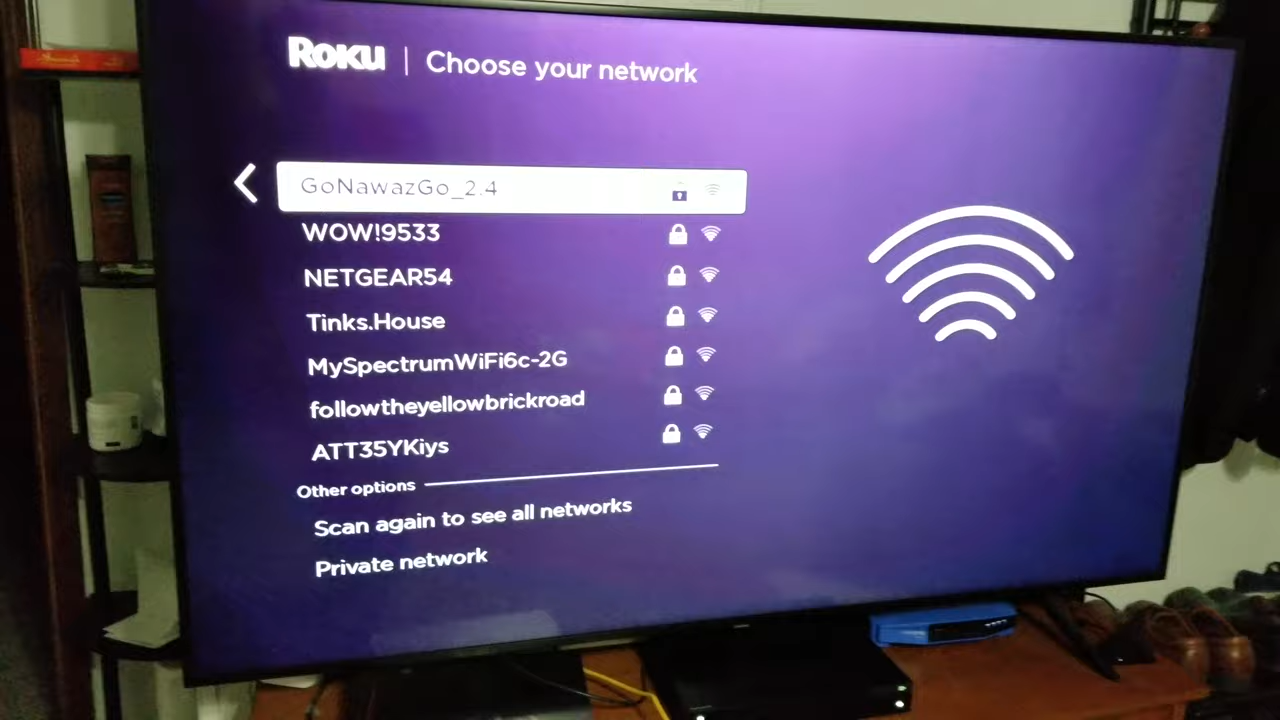 Roku | Choose your network
GoNawazGo_2.4
WOW!9533
NETGEAR54
Tinks.House
MySpectrumWiFi6c-2G
followtheyellowbrickroad
ATT35YKiys
Other options
Scan again to see all networks
Private network